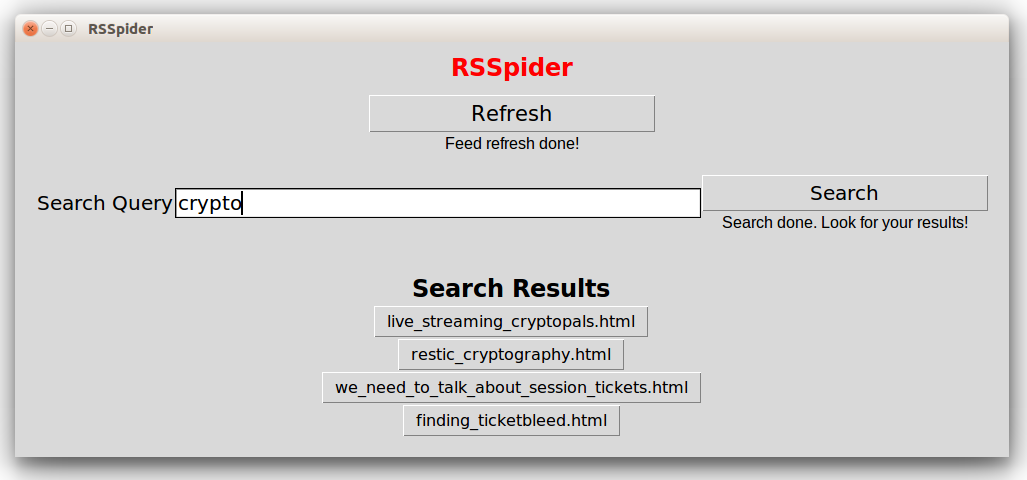 RSSpider
RSSpider
Refresh
Feed refresh done!
Search Query crypto Search
Search done. Look for your results!
Search Results
live_streaming_cryptopals.html
restic_cryptography.html
we_need_to_talk_about_session_tickets.html
finding_ticketbleed.html